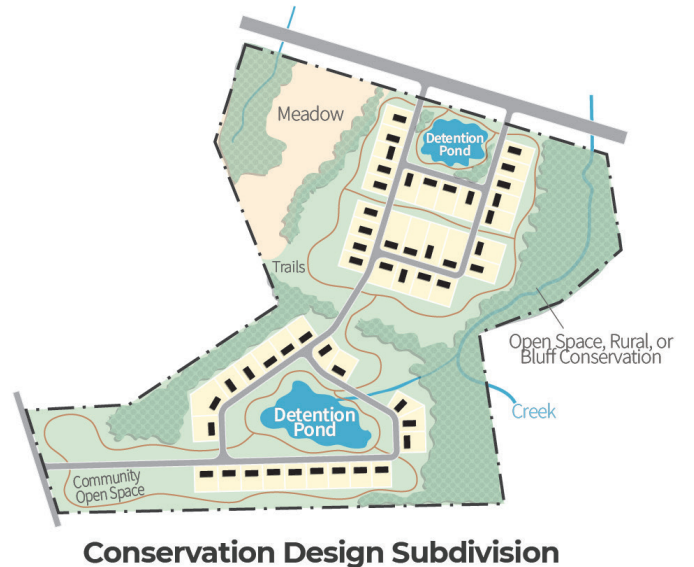 Meadow
Detention
Pond
Trails
Open Space, Rural, or
Bluff Conservation
Creek
Detention
Pond
Community
Open Space
Conservation Design Subdivision